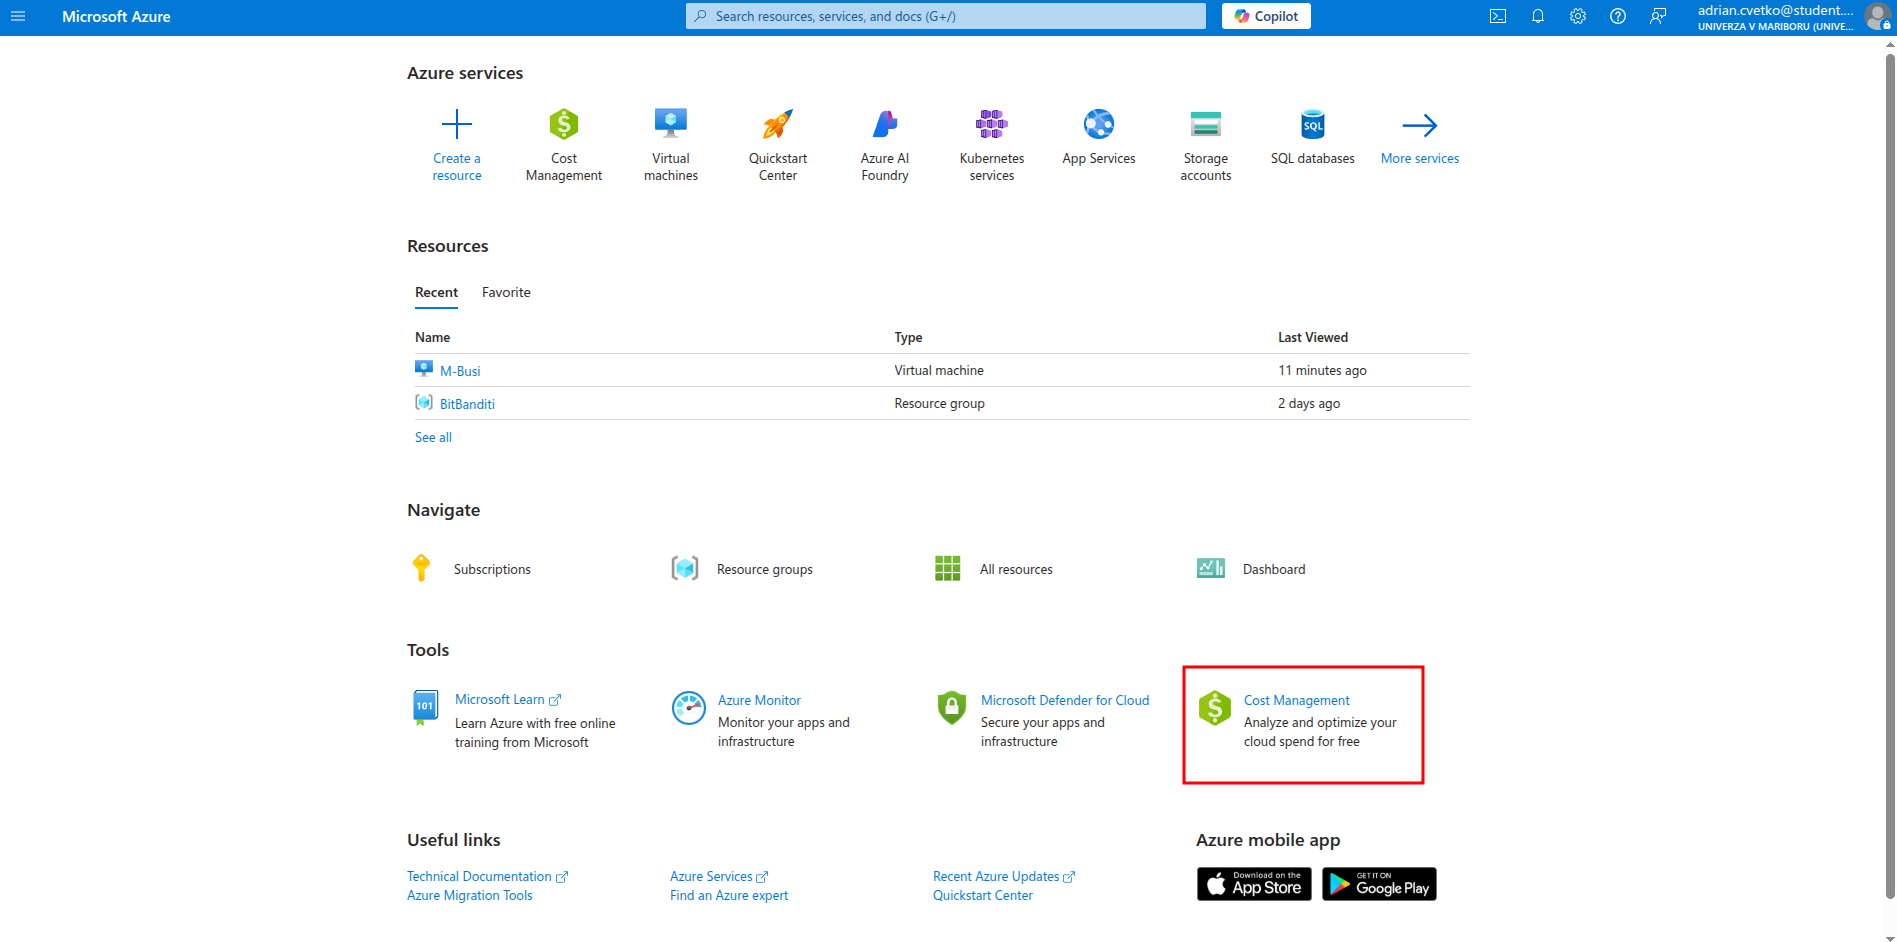 Microsoft Azure
Search resources, services, and docs (G+/)
Copilot
adrian.cvetko@student....
UNIVERZA V MARIBORU (UNIVE...
Azure services
Create a
resource
Cost
Management
Virtual
machines
Quickstart
Center
Azure AI
Foundry
Kubernetes
services
App Services
Storage
accounts
SQL
SQL databases
More services
Resources
Recent
Favorite
Name
Type
Last Viewed
M-Busi
Virtual machine
11 minutes ago
BitBanditi
Resource group
2 days ago
See all
Navigate
Subscriptions
Resource groups
All resources
Dashboard
Tools
101
Microsoft Learn
Learn Azure with free online
training from Microsoft
Azure Monitor
Monitor your apps and
infrastructure
Microsoft Defender for Cloud
Secure your apps and
infrastructure
$
Cost Management
Analyze and optimize your
cloud spend for free
Useful links
Technical Documentation
Azure Migration Tools
Azure Services
Find an Azure expert
Recent Azure Updates
Quickstart Center
Azure mobile app
Download on the
App Store
GET IT ON
Google Play